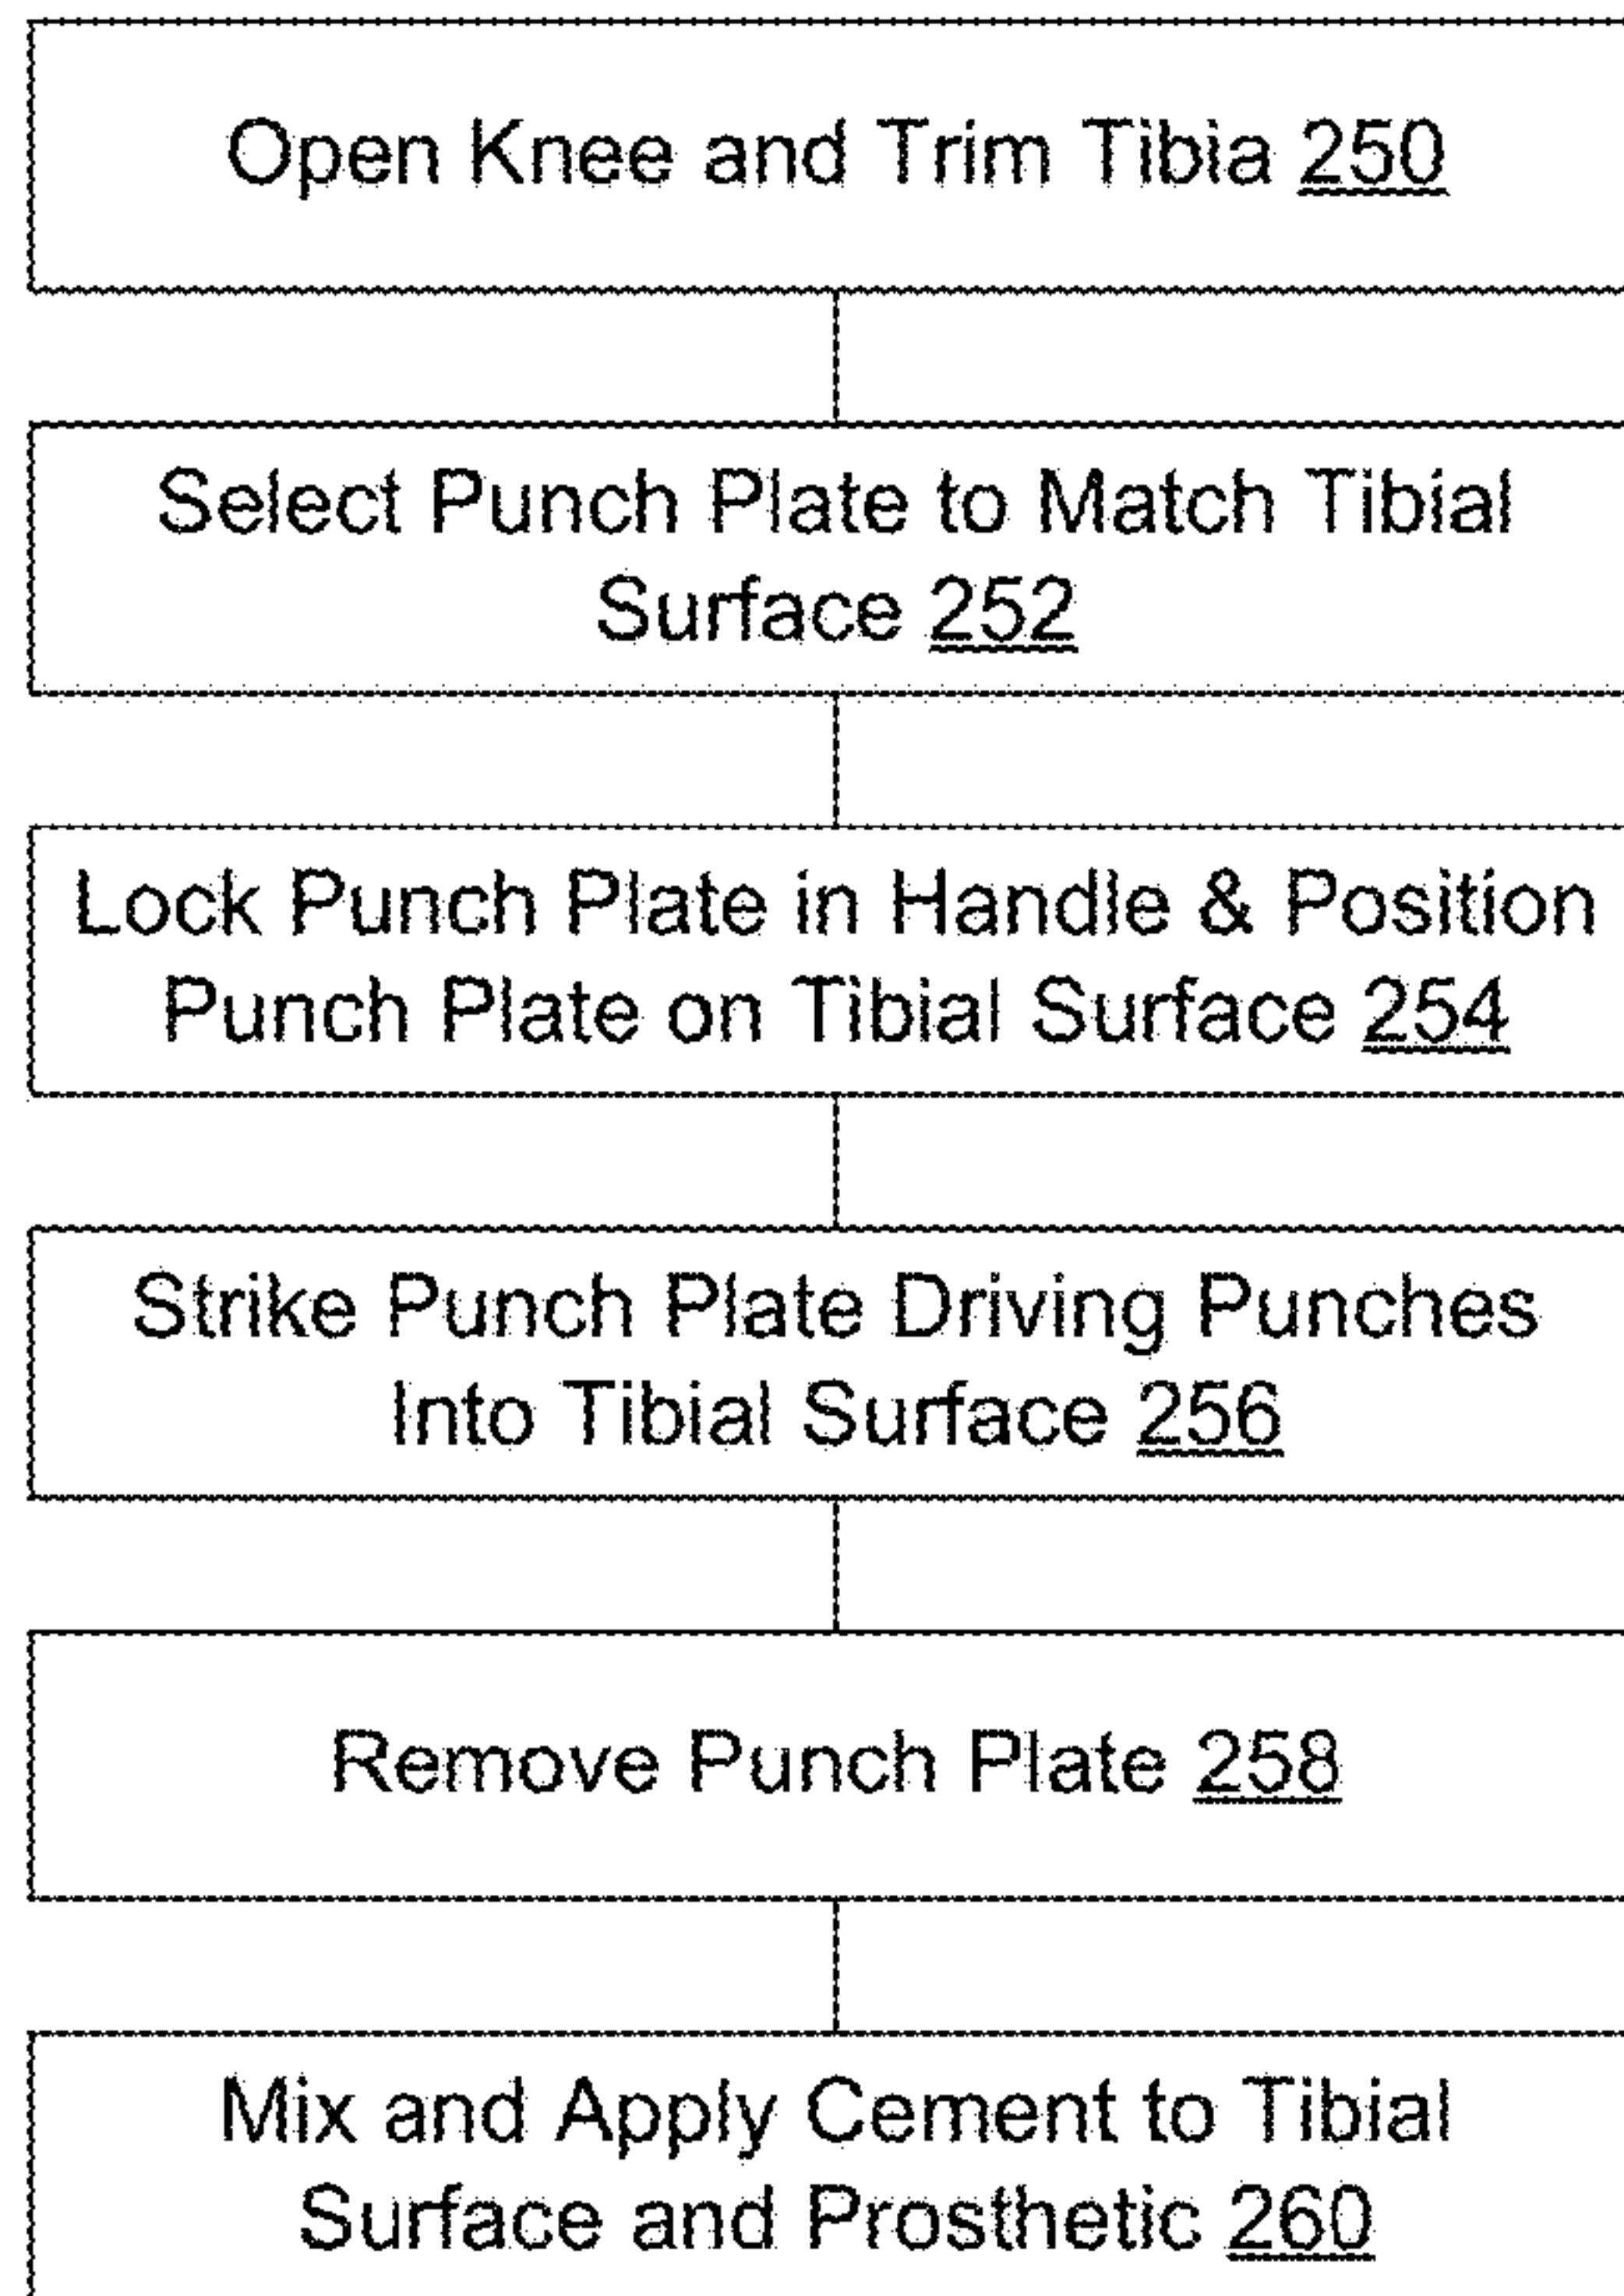 Open Knee and Trim Tibia 250
Select Punch Plate to Match Tibial
Surface 252
Lock Punch Plate in Handle & Position
Punch Plate on Tibial Surface 254
Strike Punch Plate Driving Punches
Into Tibial Surface 256
Remove Punch Plate 258
Mix and Apply Cement to Tibial
Surface and Prosthetic 260